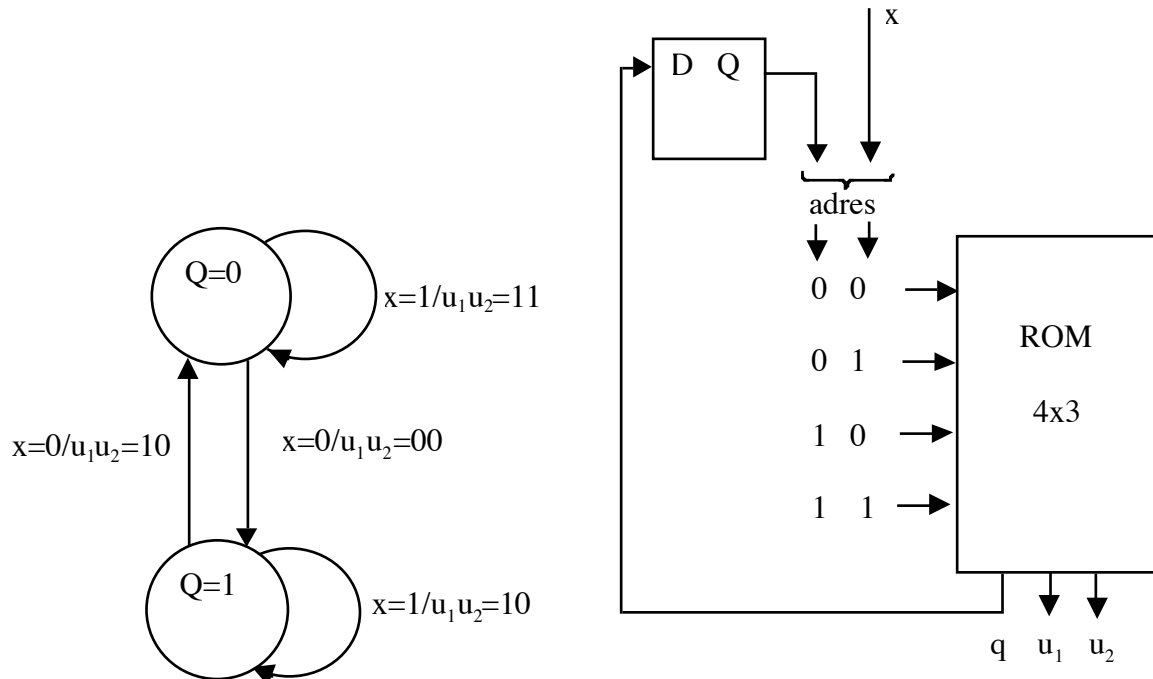 Q=0
x=1/u₁u₂=11
x=0/u₁u₂=10
x=0/u₁u₂=00
Q=1
x=1/u₁u₂=10
x
D Q
adres
0 0
0 1
1 0
1 1
ROM
4x3
q u₁ u₂